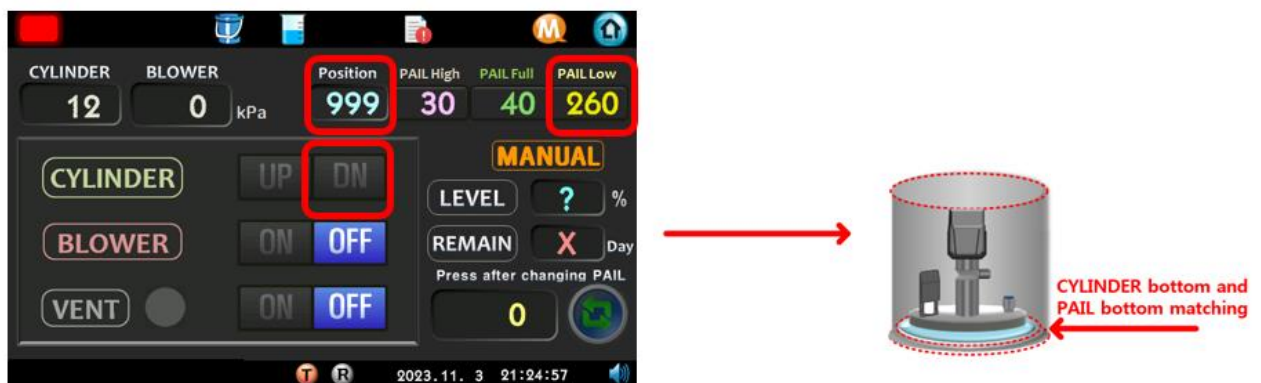 M
CYLINDER BLOWER Position PAIL High PAIL Full PAIL Low
12 0 kPa 999 30 40 260
MANUAL
CYLINDER UP DN
LEVEL ? %
BLOWER ON OFF
REMAIN X Day
Press after changing PAIL
VENT ON OFF
0
T R 2023.11. 3 21:24:57
CYLINDER bottom and
PAIL bottom matching